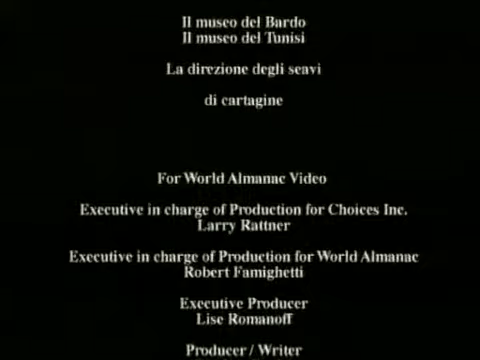 Il museo del Bardo
Il museo del Tunisi
La direzione degli seavi
di cartagine
For World Almanac Video
Executive in charge of Production for Choices Inc.
Larry Rattner
Executive in charge of Production for World Almanac
Robert Famighetti
Executive Producer
Lise Romanoff
Producer / Writer